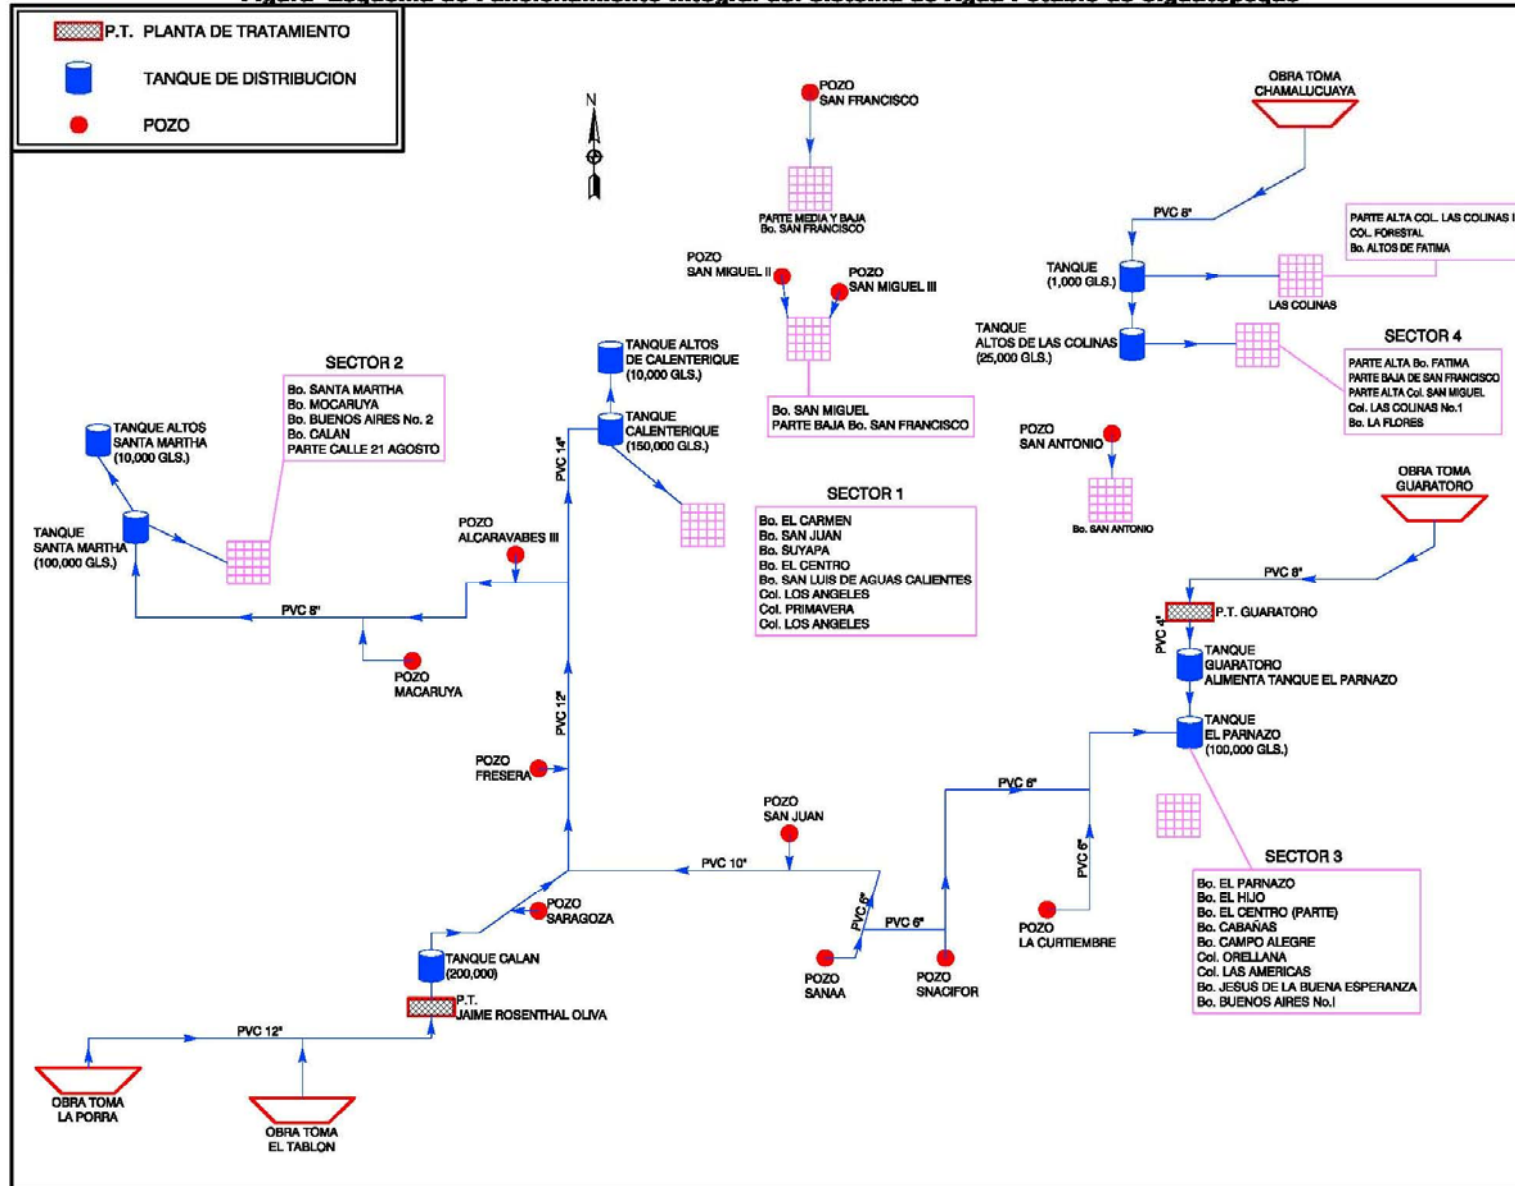 Figura  Esquema de Funcionamiento Integral del Sistema de Agua Potable de Siguatepeque
P.T. PLANTA DE TRATAMIENTO
TANQUE DE DISTRIBUCION
POZO
N
POZO
SAN FRANCISCO
PARTE MEDIA Y BAJA
Bo. SAN FRANCISCO
OBRA TOMA
CHAMALUCUAYA
PVC 8"
PARTE ALTA COL. LAS COLINAS I
COL. FORESTAL
Bo. ALTOS DE FATIMA
TANQUE
(1,000 GLS.)
LAS COLINAS
TANQUE
ALTOS DE LAS COLINAS
(25,000 GLS.)
SECTOR 4
PARTE ALTA Bo. FATIMA
PARTE BAJA DE SAN FRANCISCO
PARTE ALTA Col. SAN MIGUEL
Col. LAS COLINAS No.1
Bo. LA FLORES
POZO
SAN MIGUEL II
POZO
SAN MIGUEL III
Bo. SAN MIGUEL
PARTE BAJA Bo. SAN FRANCISCO
TANQUE ALTOS
DE CALENTERIQUE
(10,000 GLS.)
TANQUE
CALENTERIQUE
(150,000 GLS.)
PVC 14"
SECTOR 2
Bo. SANTA MARTHA
Bo. MOCARUYA
Bo. BUENOS AIRES No. 2
Bo. CALAN
PARTE CALLE 21 AGOSTO
TANQUE ALTOS
SANTA MARTHA
(10,000 GLS.)
TANQUE
SANTA MARTHA
(100,000 GLS.)
POZO
ALCARAVABES III
PVC 8"
POZO
MACARUYA
SECTOR 1
Bo. EL CARMEN
Bo. SAN JUAN
Bo. SUYAPA
Bo. EL CENTRO
Bo. SAN LUIS DE AGUAS CALIENTES
Col. LOS ANGELES
Col. PRIMAVERA
Col. LOS ANGELES
POZO
SAN ANTONIO
Bo. SAN ANTONIO
OBRA TOMA
GUARATORO
PVC 8"
P.T. GUARATORO
PVC 4"
TANQUE
GUARATORO
ALIMENTA TANQUE EL PARNAZO
TANQUE
EL PARNAZO
(100,000 GLS.)
PVC 12"
POZO
FRESERA
POZO
SAN JUAN
PVC 10"
PVC 6"
PVC 6"
PVC 6"
PVC 6"
POZO
LA CURTIEMBRE
POZO
SANAA
POZO
SNACIFOR
POZO
SARAGOZA
TANQUE CALAN
(200,000)
P.T.
JAIME ROSENTHAL OLIVA
PVC 12"
OBRA TOMA
LA PORRA
OBRA TOMA
EL TABLON
SECTOR 3
Bo. EL PARNAZO
Bo. EL HIJO
Bo. EL CENTRO (PARTE)
Bo. CABAÑAS
Bo. CAMPO ALEGRE
Col. ORELLANA
Col. LAS AMERICAS
Bo. JESUS DE LA BUENA ESPERANZA
Bo. BUENOS AIRES No.I